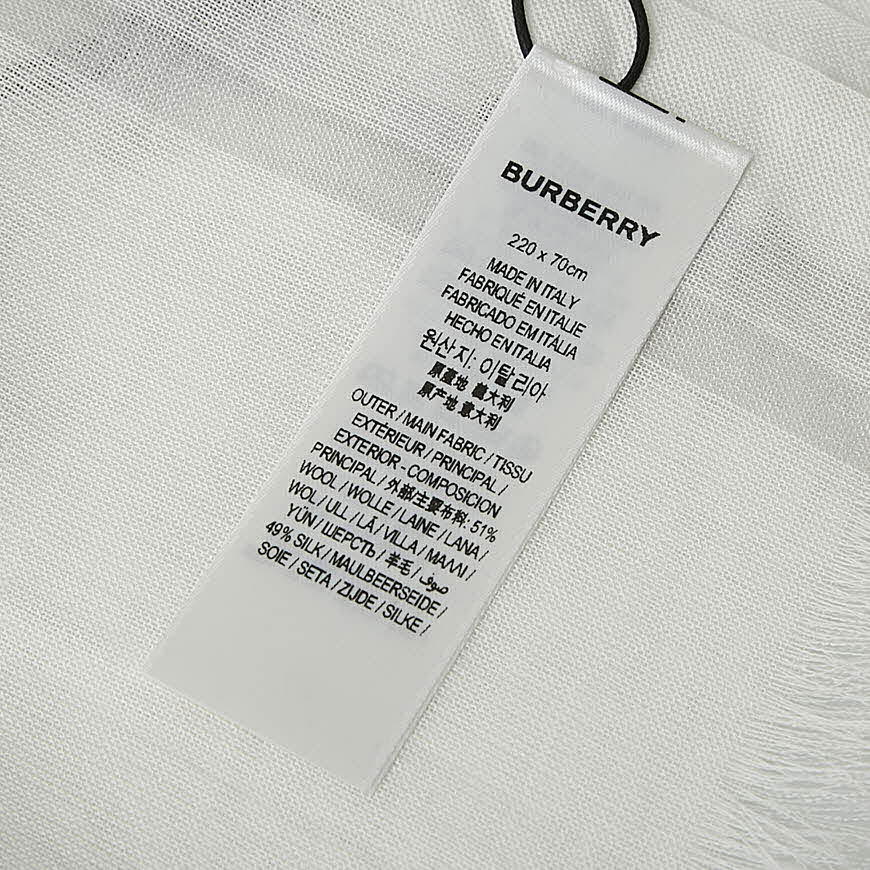 BURBERRY
220 x 70cm
MADE IN ITALY
FABRIQUÉ EN ITALIE
FABRICADO EM ITÁLIA
HECHO EN ITALIA
원산지: 이탈리아
原產地 義大利
原产地 意大利
OUTER / MAIN FABRIC / TISSU
EXTÉRIEUR / PRINCIPAL /
EXTERIOR - COMPOSICION
PRINCIPAL / 外部/主要布料: 51%
WOOL / WOLLE / LAINE / LANA /
WOL / ULL / LÃ / VILLA / ΜΑΛΛΙ /
YÜN / ШЕРСТЬ / 羊毛 / صوف /
49% SILK / MAULBEERSEIDE /
SOIE / SETA / ZIJDE / SILKE /